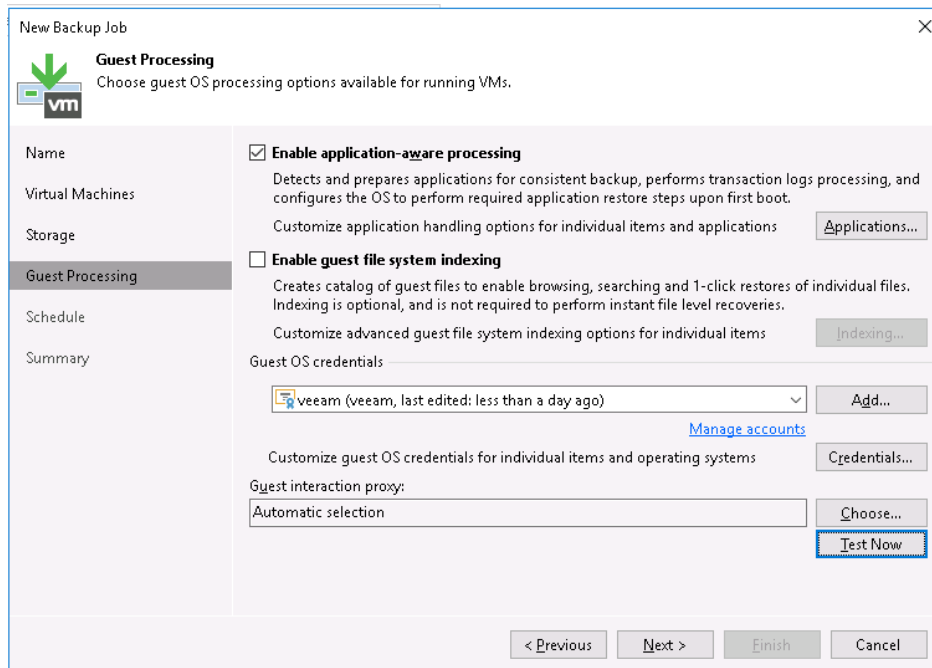 New Backup Job
Guest Processing
Choose guest OS processing options available for running VMs.
vm
Name
Virtual Machines
Storage
Guest Processing
Schedule
Summary
Enable application-aware processing
Detects and prepares applications for consistent backup, performs transaction logs processing, and
configures the OS to perform required application restore steps upon first boot.
Customize application handling options for individual items and applications
Applications...
Enable guest file system indexing
Creates catalog of guest files to enable browsing, searching and 1-click restores of individual files.
Indexing is optional, and is not required to perform instant file level recoveries.
Customize advanced guest file system indexing options for individual items
Indexing...
Guest OS credentials
veeam (veeam, last edited: less than a day ago)
Add...
Manage accounts
Customize guest OS credentials for individual items and operating systems
Credentials...
Guest interaction proxy:
Automatic selection
Choose...
Test Now
< Previous
Next >
Finish
Cancel